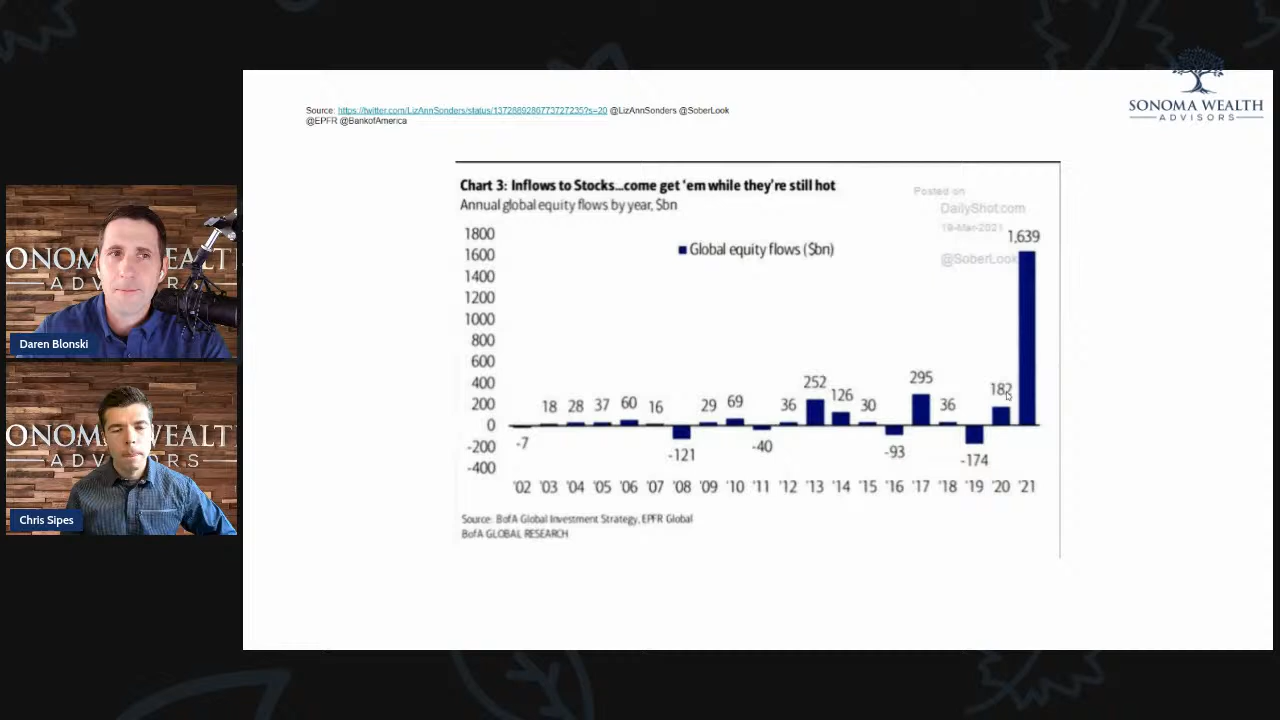 Source: https://twitter.com/LizAnnSonders/status/1372889286773727235?s=20 @LizAnnSonders @SoberLook
@EPFR @BankofAmerica
SONOMA WEALTH
ADVISORS
Chart 3: Inflows to Stocks...come get 'em while they're still hot
Annual global equity flows by year, $bn
Posted on
DailyShot.com
19-Mar-2021
@SoberLook
Global equity flows ($bn)
1800
1600
1400
1200
1000
800
600
400
200
0
-200
-400
-7
18
28
37
60
16
-121
29
69
-40
36
252
126
30
-93
295
36
-174
182
1,639
'02 '03 '04 '05 '06 '07 '08 '09 '10 '11 '12 '13 '14 '15 '16 '17 '18 '19 '20 '21
Source: BofA Global Investment Strategy, EPFR Global
BofA GLOBAL RESEARCH
Daren Blonski
Chris Sipes